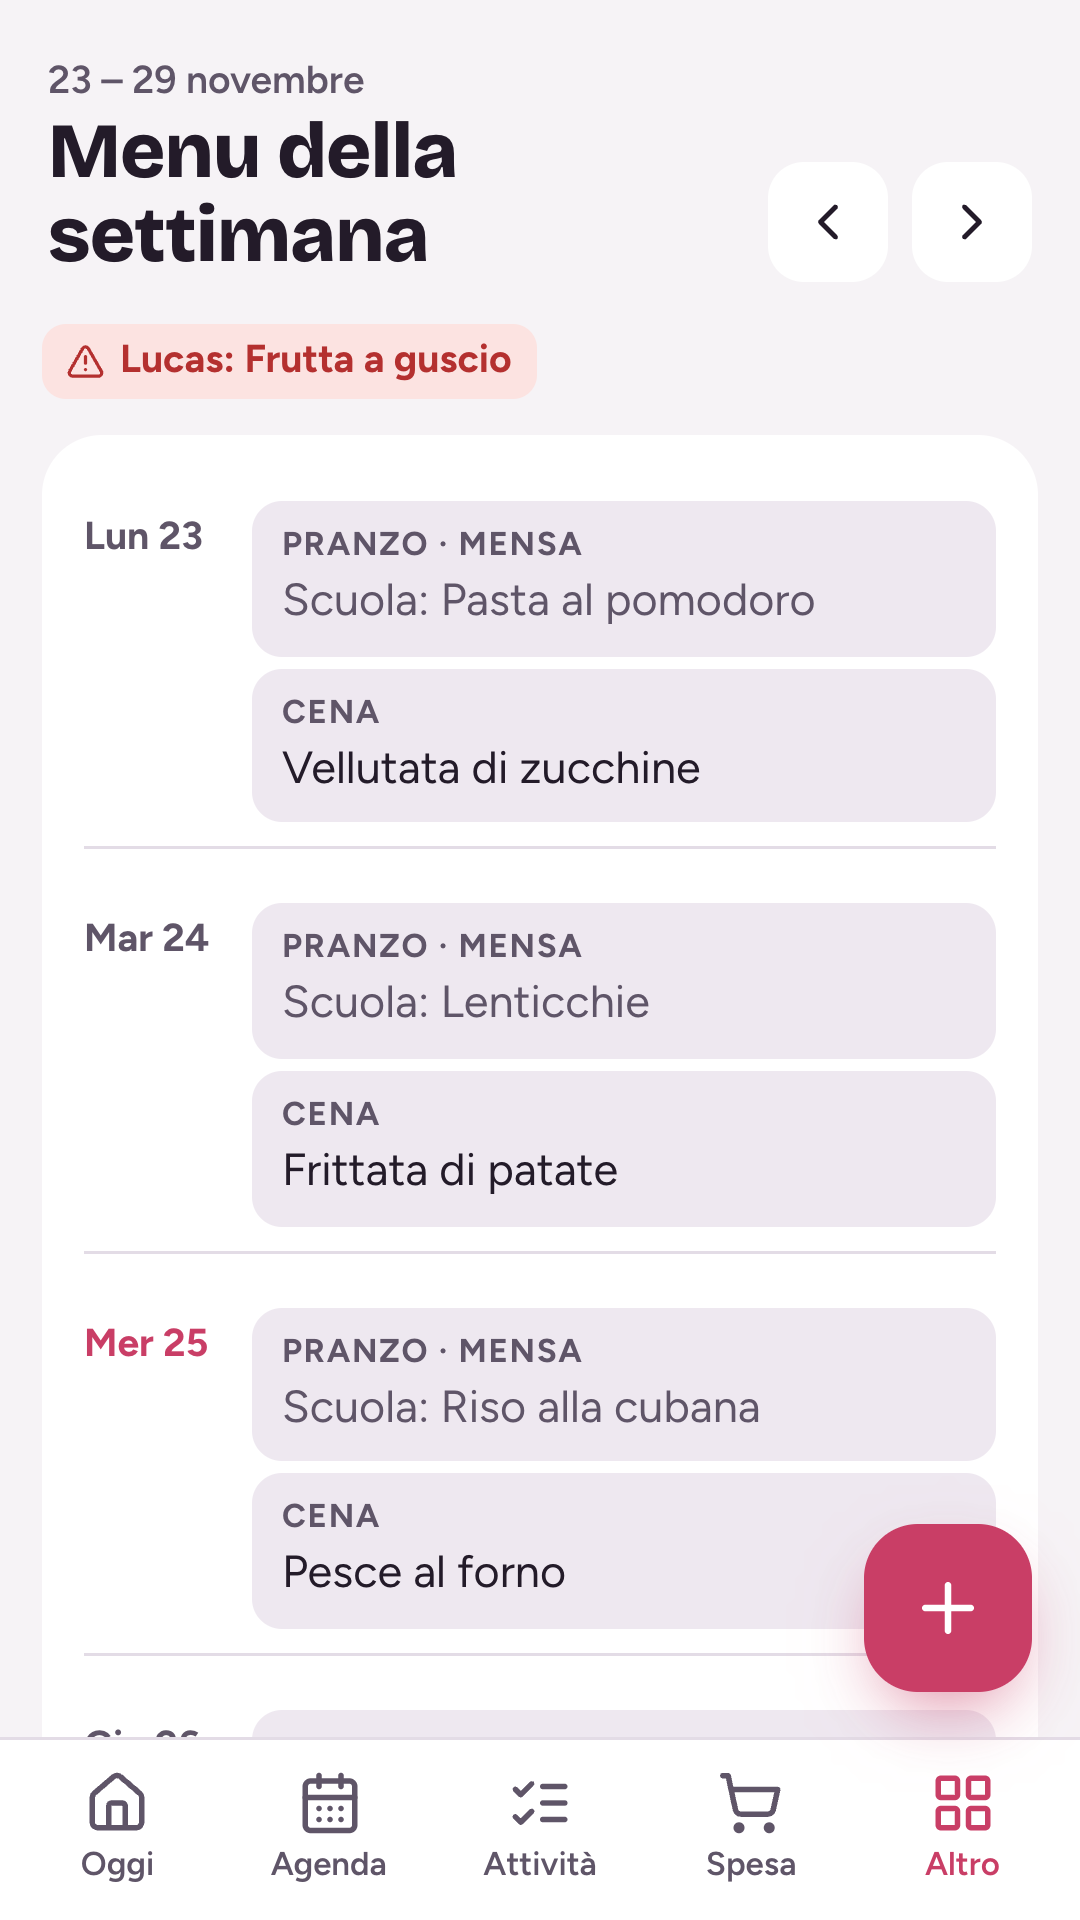 23 – 29 novembre
Menu della
settimana
Lucas: Frutta a guscio
Lun 23
PRANZO · MENSA
Scuola: Pasta al pomodoro
CENA
Vellutata di zucchine
Mar 24
PRANZO · MENSA
Scuola: Lenticchie
CENA
Frittata di patate
Mer 25
PRANZO · MENSA
Scuola: Riso alla cubana
CENA
Pesce al forno
Oggi
Agenda
Attività
Spesa
Altro